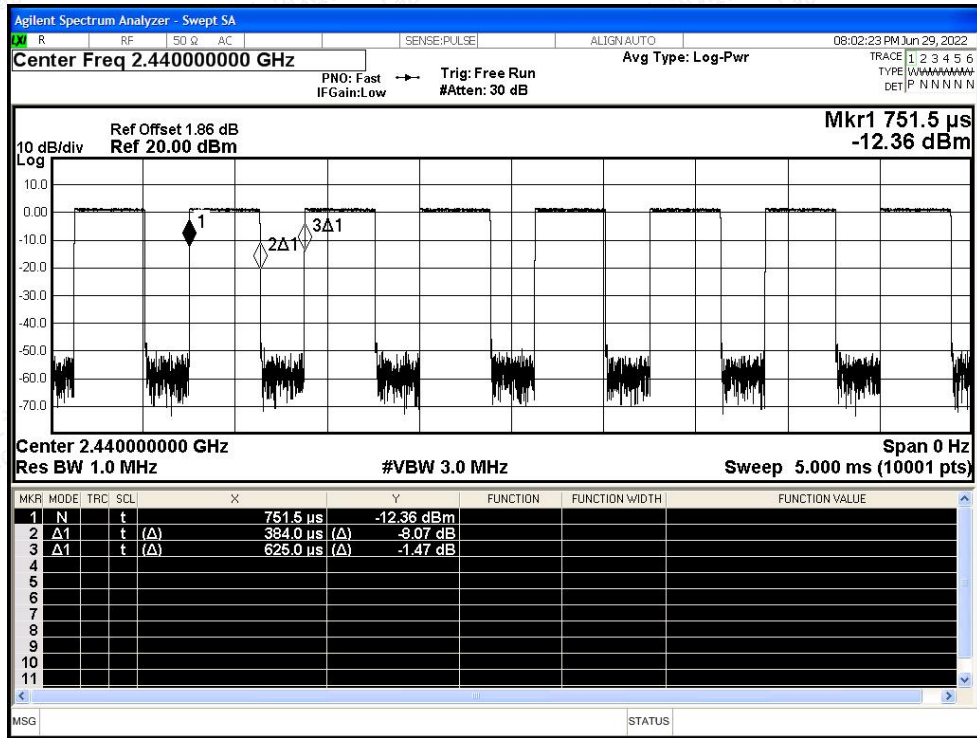 Agilent Spectrum Analyzer - Swept SA
LXI R RF 50 Ω AC SENSE:PULSE ALIGN AUTO 08:02:23 PM Jun 29, 2022
Center Freq 2.440000000 GHz Avg Type: Log-Pwr TRACE 1 2 3 4 5 6
PNO: Fast Trig: Free Run TYPE WWWWWW
IFGain:Low #Atten: 30 dB DET P N N N N N
Mkr1 751.5 µs
Ref Offset 1.86 dB
10 dB/div Ref 20.00 dBm -12.36 dBm
Log
10.0
0.00
1
3Δ1
-10.0
2Δ1
-20.0
-30.0
-40.0
-50.0
-60.0
-70.0
Center 2.440000000 GHz Span 0 Hz
Res BW 1.0 MHz #VBW 3.0 MHz Sweep 5.000 ms (10001 pts)
MKR MODE TRC SCL X Y FUNCTION FUNCTION WIDTH FUNCTION VALUE
1 N t 751.5 µs -12.36 dBm
2 Δ1 t (Δ) 384.0 µs (Δ) -8.07 dB
3 Δ1 t (Δ) 625.0 µs (Δ) -1.47 dB
4
5
6
7
8
9
10
11
MSG STATUS